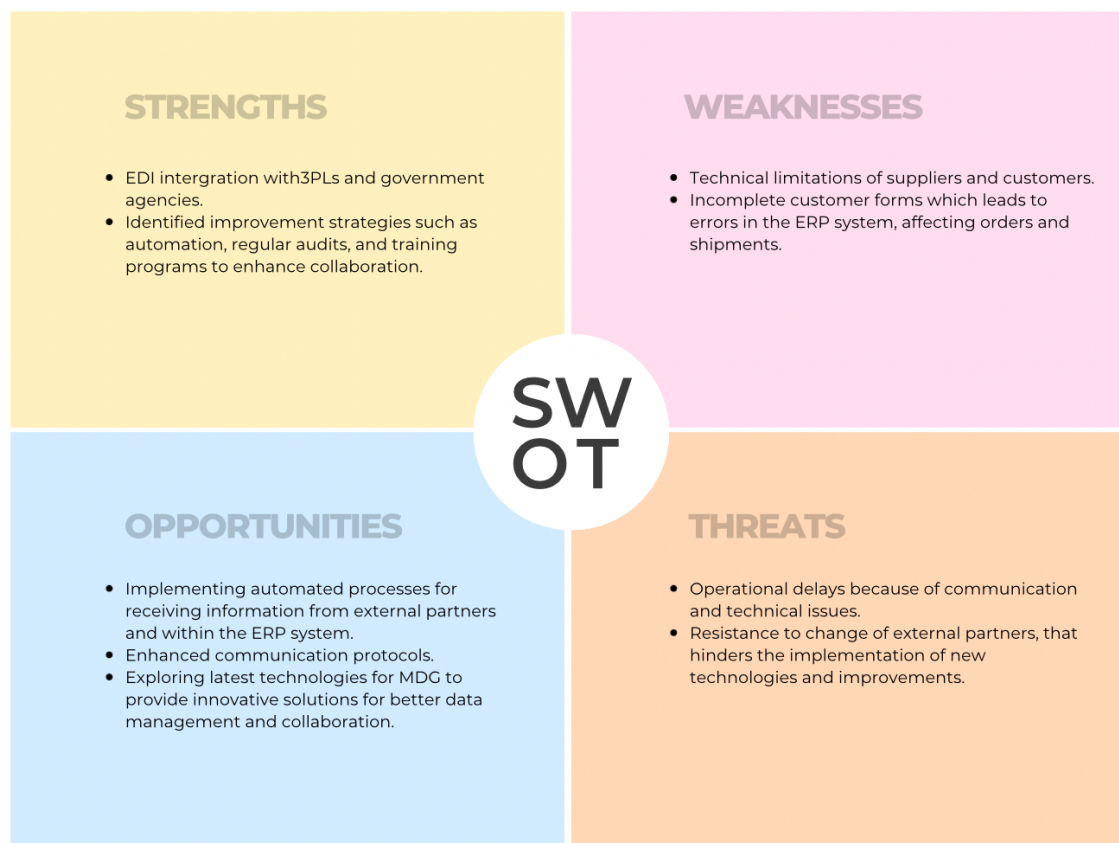 STRENGTHS
• EDI intergration with3PLs and government
agencies.
• Identified improvement strategies such as
automation, regular audits, and training
programs to enhance collaboration.
WEAKNESSES
• Technical limitations of suppliers and customers.
• Incomplete customer forms which leads to
errors in the ERP system, affecting orders and
shipments.
SW
OT
OPPORTUNITIES
• Implementing automated processes for
receiving information from external partners
and within the ERP system.
• Enhanced communication protocols.
• Exploring latest technologies for MDG to
provide innovative solutions for better data
management and collaboration.
THREATS
• Operational delays because of communication
and technical issues.
• Resistance to change of external partners, that
hinders the implementation of new
technologies and improvements.